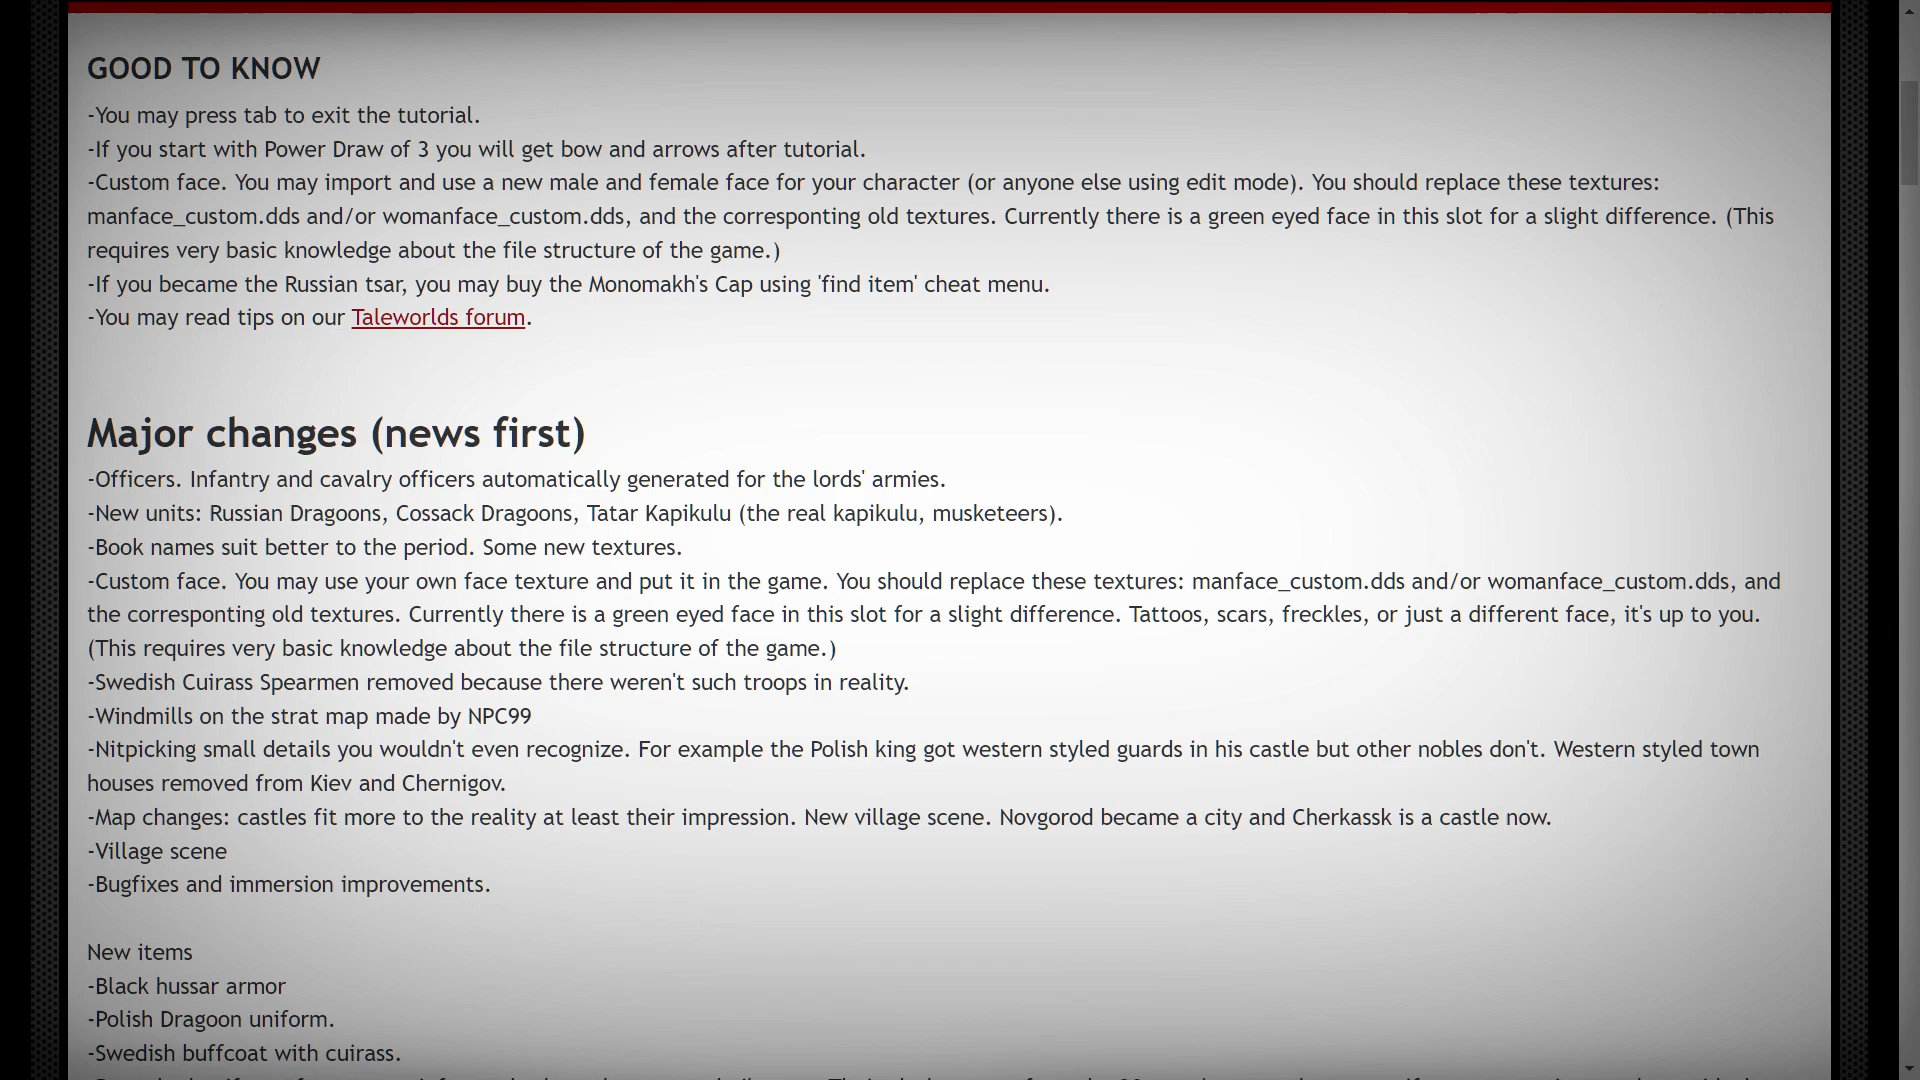 GOOD TO KNOW
-You may press tab to exit the tutorial.
-If you start with Power Draw of 3 you will get bow and arrows after tutorial.
-Custom face. You may import and use a new male and female face for your character (or anyone else using edit mode). You should replace these textures:
manface_custom.dds and/or womanface_custom.dds, and the corresponting old textures. Currently there is a green eyed face in this slot for a slight difference. (This
requires very basic knowledge about the file structure of the game.)
-If you became the Russian tsar, you may buy the Monomakh's Cap using 'find item' cheat menu.
-You may read tips on our Taleworlds forum.
Major changes (news first)
-Officers. Infantry and cavalry officers automatically generated for the lords' armies.
-New units: Russian Dragoons, Cossack Dragoons, Tatar Kapikulu (the real kapikulu, musketeers).
-Book names suit better to the period. Some new textures.
-Custom face. You may use your own face texture and put it in the game. You should replace these textures: manface_custom.dds and/or womanface_custom.dds, and
the corresponting old textures. Currently there is a green eyed face in this slot for a slight difference. Tattoos, scars, freckles, or just a different face, it's up to you.
(This requires very basic knowledge about the file structure of the game.)
-Swedish Cuirass Spearmen removed because there weren't such troops in reality.
-Windmills on the strat map made by NPC99
-Nitpicking small details you wouldn't even recognize. For example the Polish king got western styled guards in his castle but other nobles don't. Western styled town
houses removed from Kiev and Chernigov.
-Map changes: castles fit more to the reality at least their impression. New village scene. Novgorod became a city and Cherkassk is a castle now.
-Village scene
-Bugfixes and immersion improvements.
New items
-Black hussar armor
-Polish Dragoon uniform.
-Swedish buffcoat with cuirass.